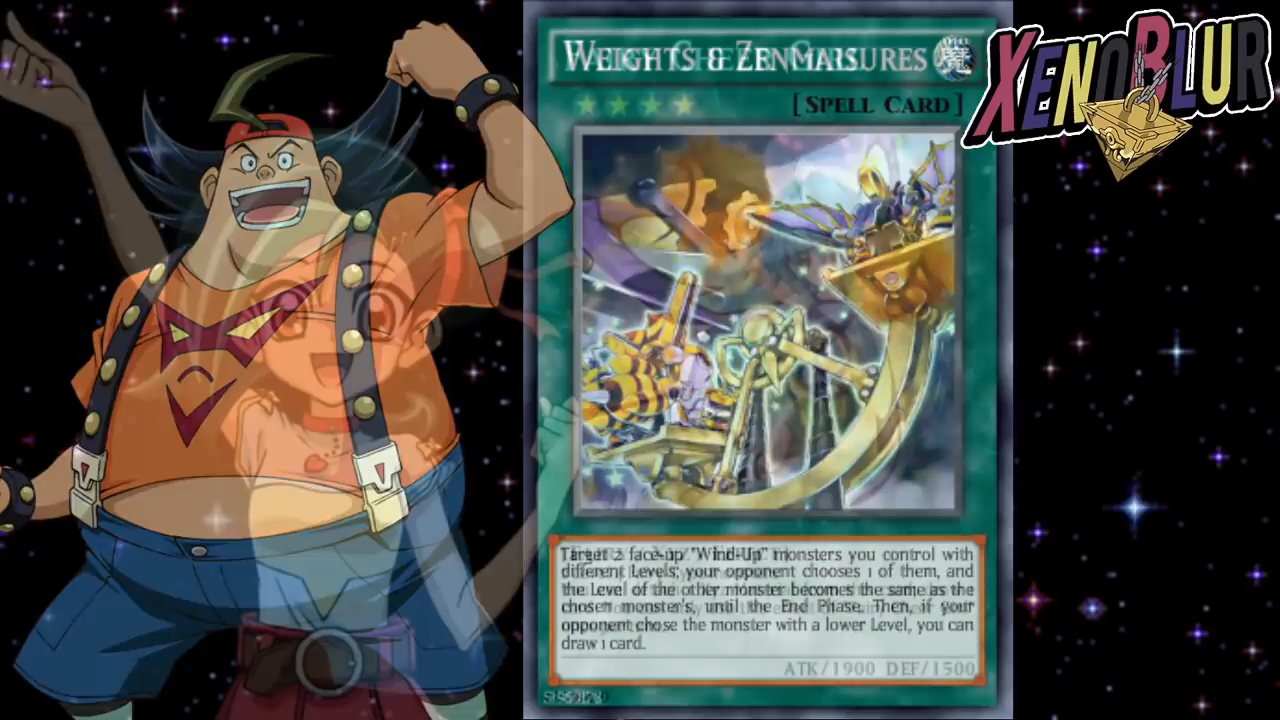 XENOBLUR
WEIGHTS & ZENMAISURES
[SPELL CARD]
Target 2 face-up "Wind-Up" monsters you control with
different Levels; your opponent chooses 1 of them, and
the Level of the other monster becomes the same as the
chosen monster's, until the End Phase. Then, if your
opponent chose the monster with a lower Level, you can
draw 1 card.
ATK/1900 DEF/1500